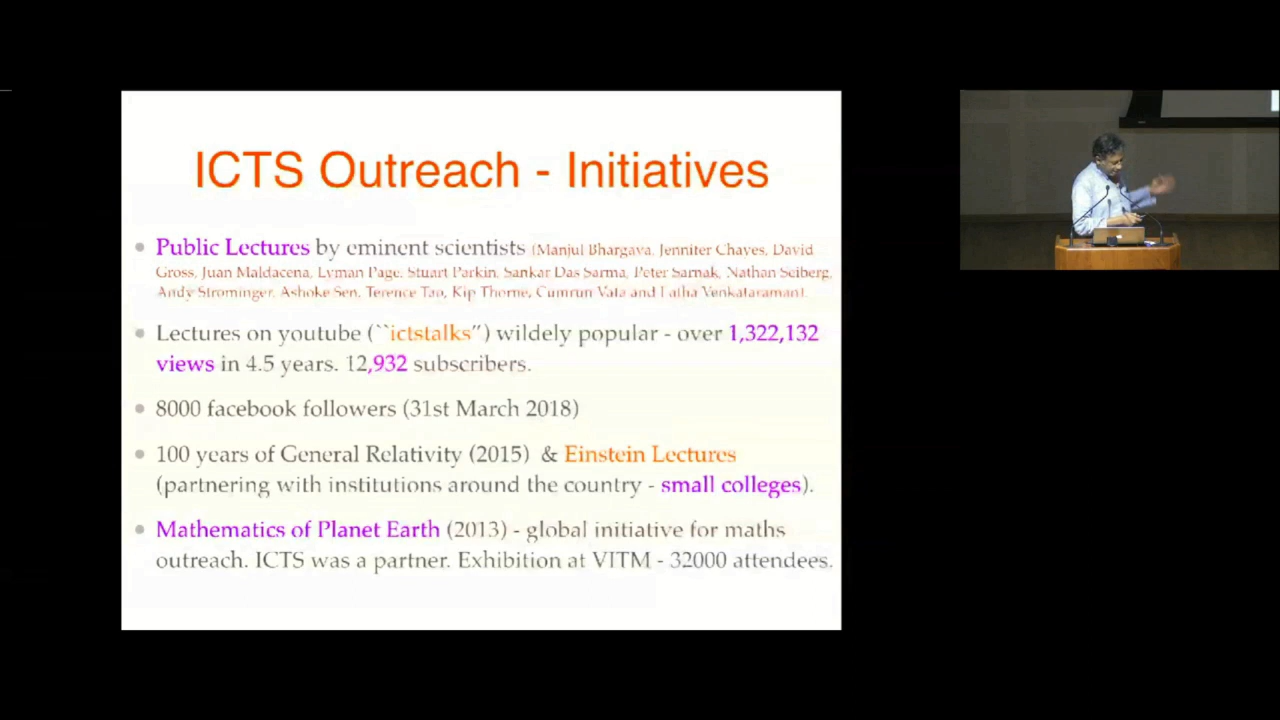 ICTS Outreach - Initiatives
Public Lectures by eminent scientists (Manjul Bhargava, Jennifer Chayes, David
Gross, Juan Maldacena, Lyman Page, Stuart Parkin, Sankar Das Sarma, Peter Sarnak, Nathan Seiberg,
Andy Strominger, Ashoke Sen, Terence Tao, Kip Thorne, Cumrun Vafa and Latha Venkataraman).
Lectures on youtube (``ictstalks") wildely popular - over 1,322,132
views in 4.5 years. 12,932 subscribers.
8000 facebook followers (31st March 2018)
100 years of General Relativity (2015) & Einstein Lectures
(partnering with institutions around the country - small colleges).
Mathematics of Planet Earth (2013) - global initiative for maths
outreach. ICTS was a partner. Exhibition at VITM - 32000 attendees.